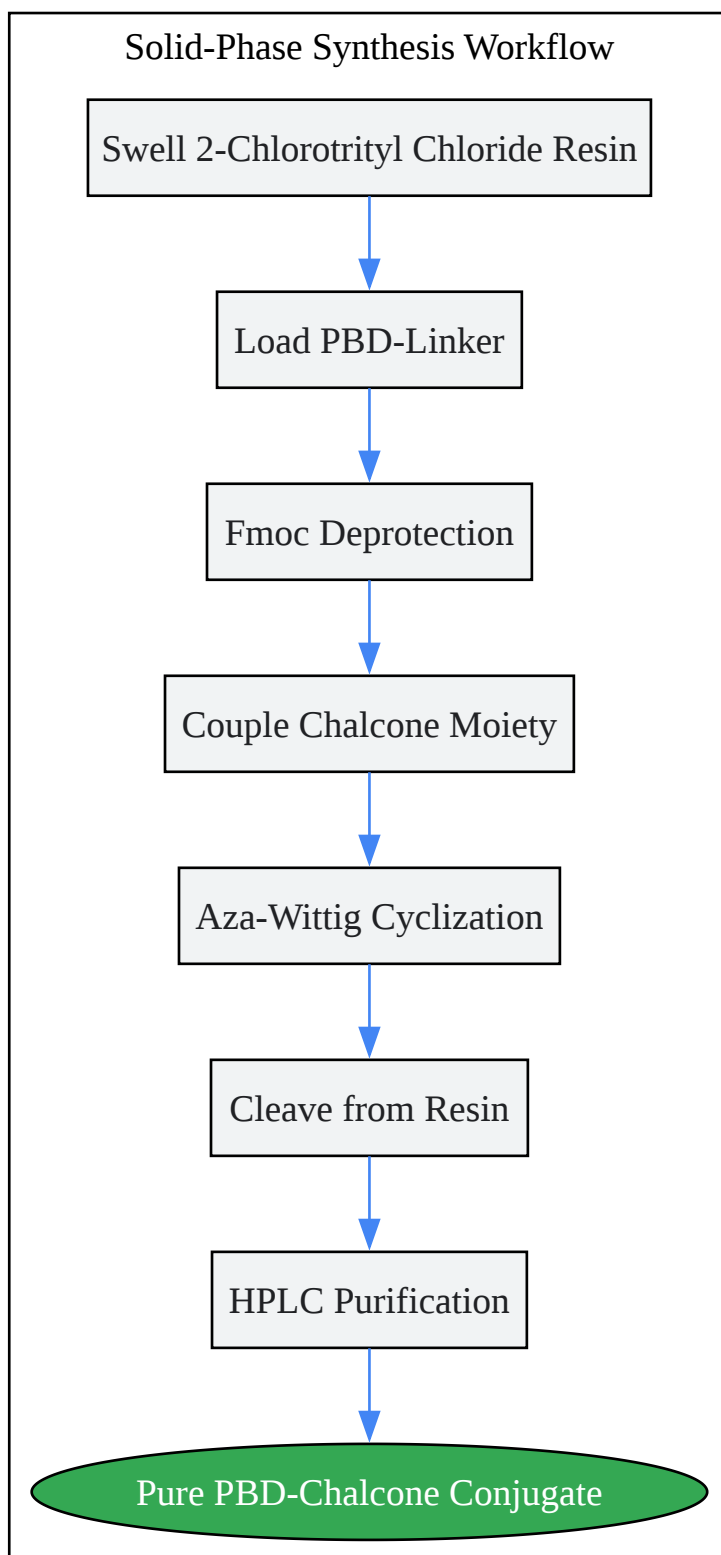 Solid-Phase Synthesis Workflow
Swell 2-Chlorotrityl Chloride Resin
Load PBD-Linker
Fmoc Deprotection
Couple Chalcone Moiety
Aza-Wittig Cyclization
Cleave from Resin
HPLC Purification
Pure PBD-Chalcone Conjugate